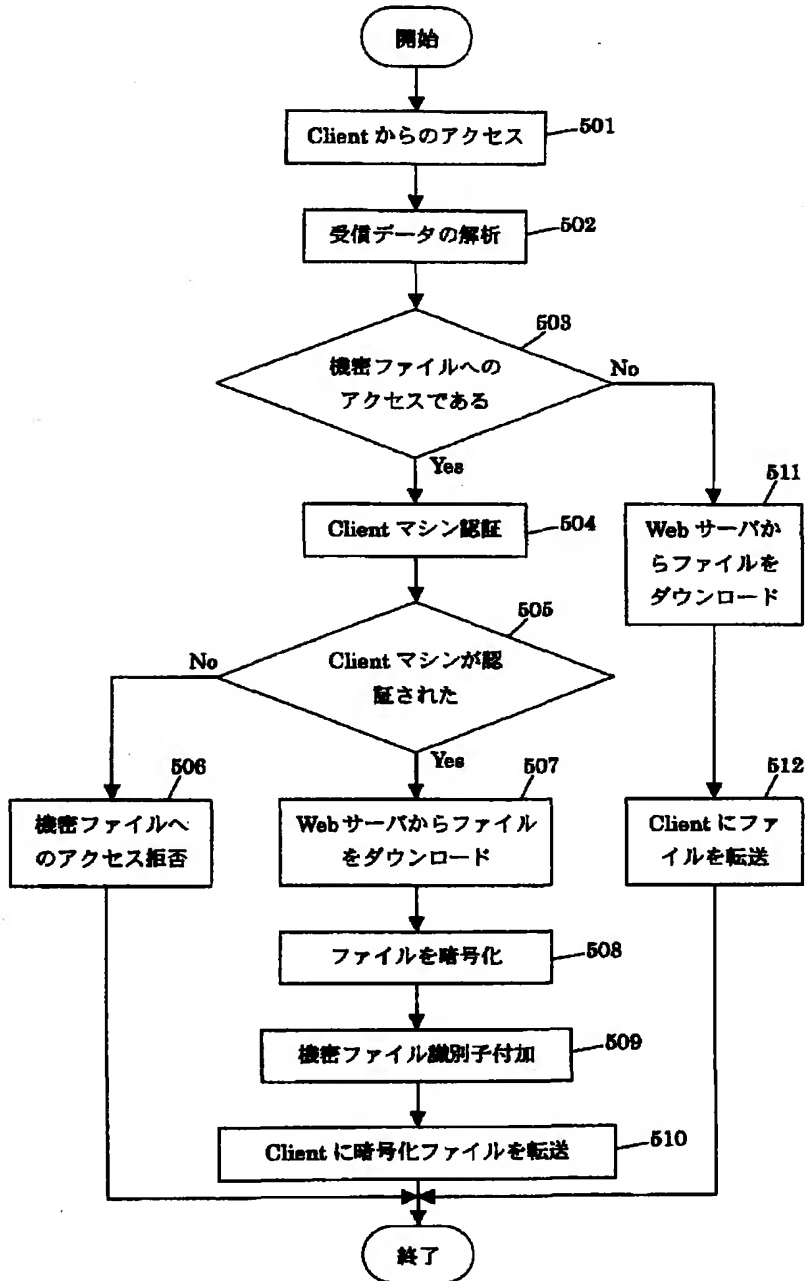 開始
Client からのアクセス
501
受信データの解析
502
503
機密ファイルへの
アクセスである
No
Yes
Client マシン認証
504
511
Web サーバか
らファイルを
ダウンロード
505
Client マシンが認
証された
No
Yes
506
機密ファイルへ
のアクセス拒否
507
Web サーバからファイル
をダウンロード
512
Client にファ
イルを転送
ファイルを暗号化
508
機密ファイル識別子付加
509
Client に暗号化ファイルを転送
510
終了